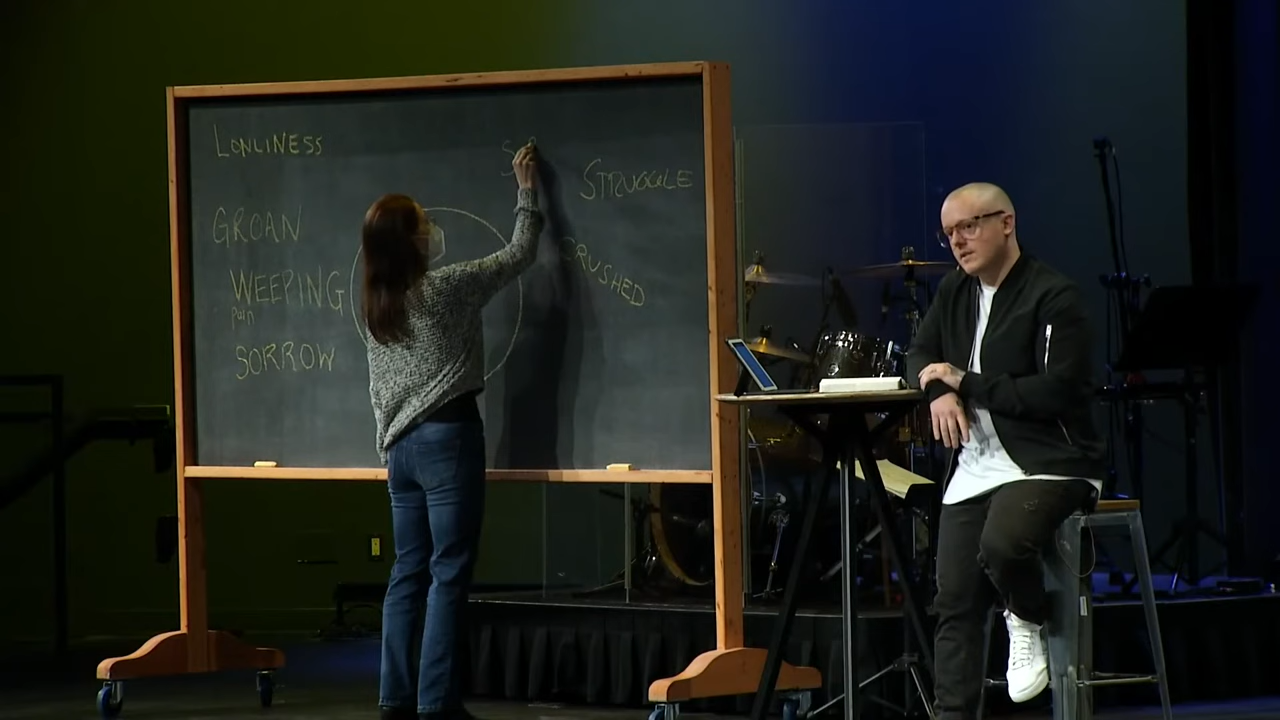 LONLINESS
GROAN
WEEPING
pain
SORROW
STRUGGLE
CRUSHED